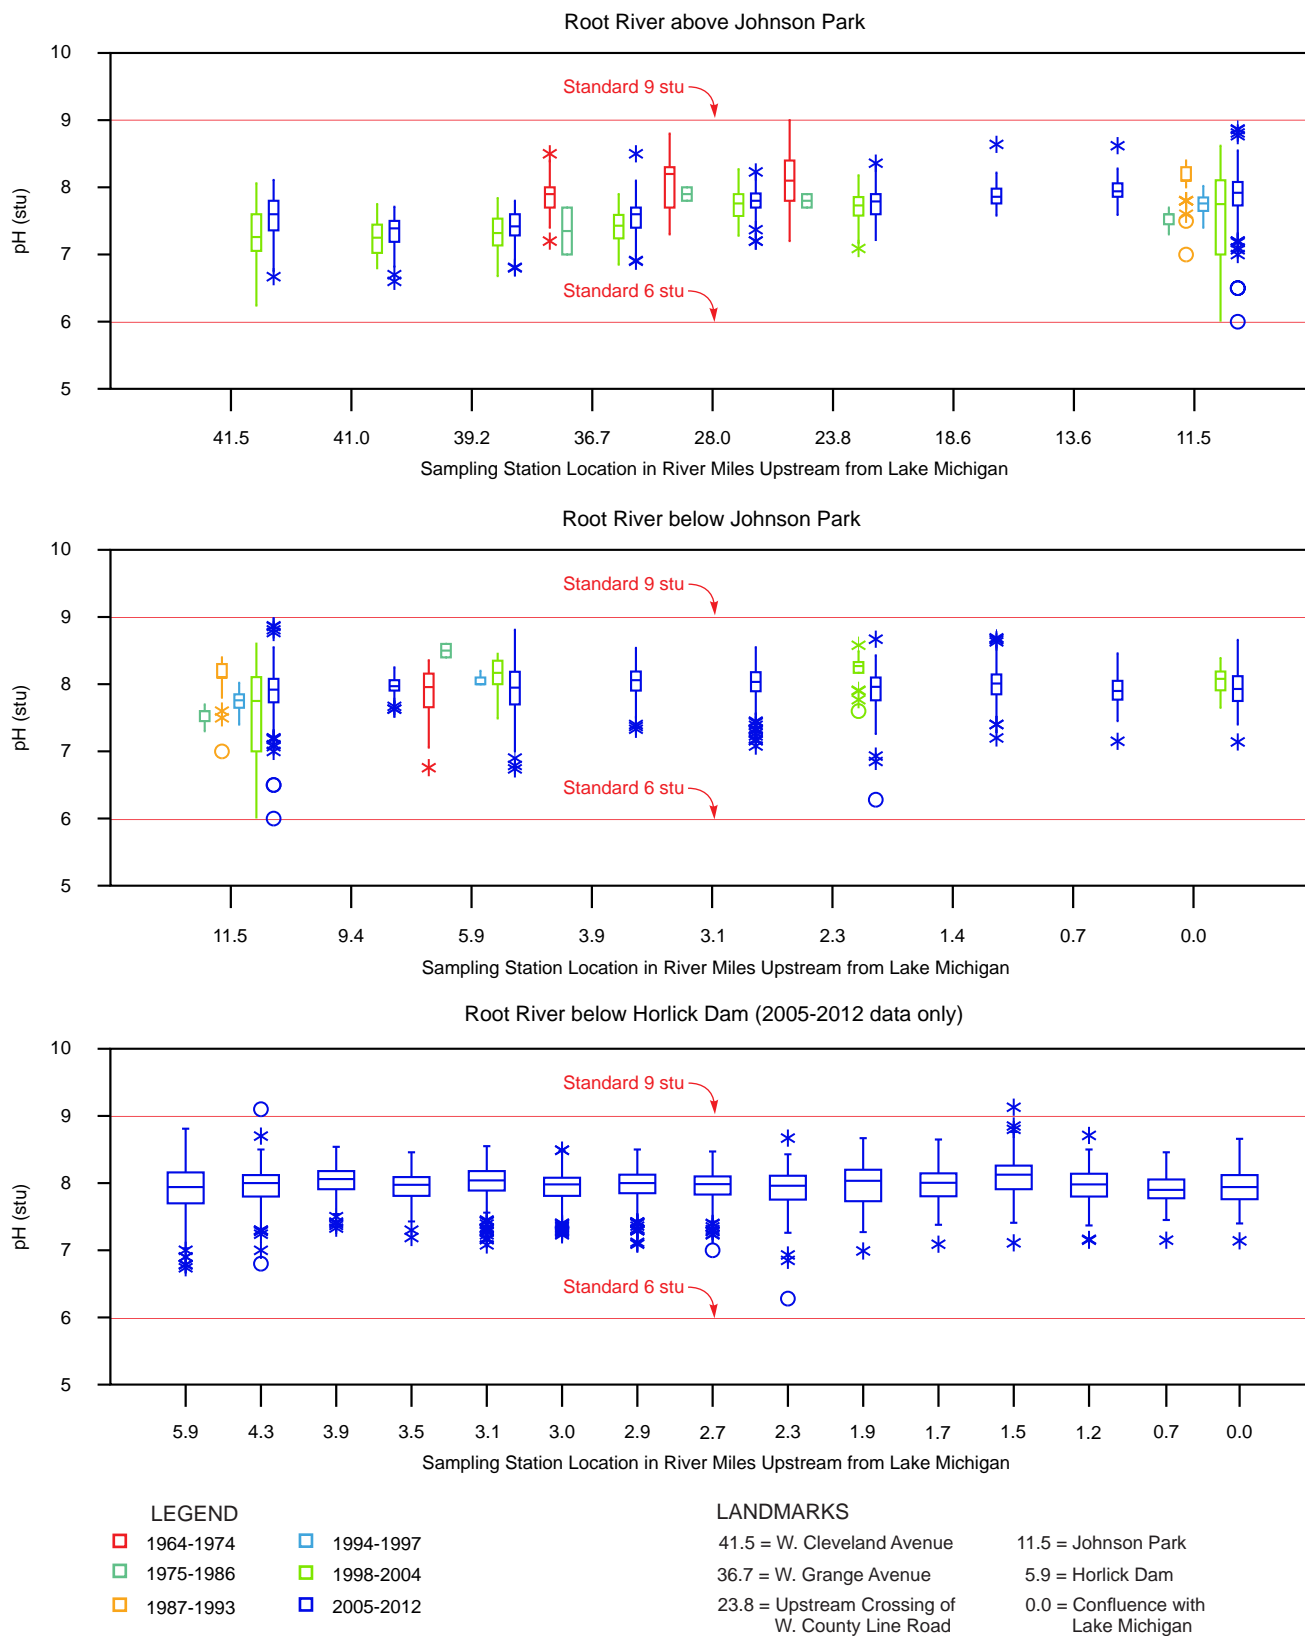 Root River above Johnson Park
10
9
8
7
6
5
pH (stu)
Standard 9 stu
Standard 6 stu
41.5 41.0 39.2 36.7 28.0 23.8 18.6 13.6 11.5
Sampling Station Location in River Miles Upstream from Lake Michigan
Root River below Johnson Park
10
9
8
7
6
5
pH (stu)
Standard 9 stu
Standard 6 stu
11.5 9.4 5.9 3.9 3.1 2.3 1.4 0.7 0.0
Sampling Station Location in River Miles Upstream from Lake Michigan
Root River below Horlick Dam (2005-2012 data only)
10
9
8
7
6
5
pH (stu)
Standard 9 stu
Standard 6 stu
5.9 4.3 3.9 3.5 3.1 3.0 2.9 2.7 2.3 1.9 1.7 1.5 1.2 0.7 0.0
Sampling Station Location in River Miles Upstream from Lake Michigan
LEGEND
1964-1974
1975-1986
1987-1993
1994-1997
1998-2004
2005-2012
LANDMARKS
41.5 = W. Cleveland Avenue
36.7 = W. Grange Avenue
23.8 = Upstream Crossing of
W. County Line Road
11.5 = Johnson Park
5.9 = Horlick Dam
0.0 = Confluence with
Lake Michigan